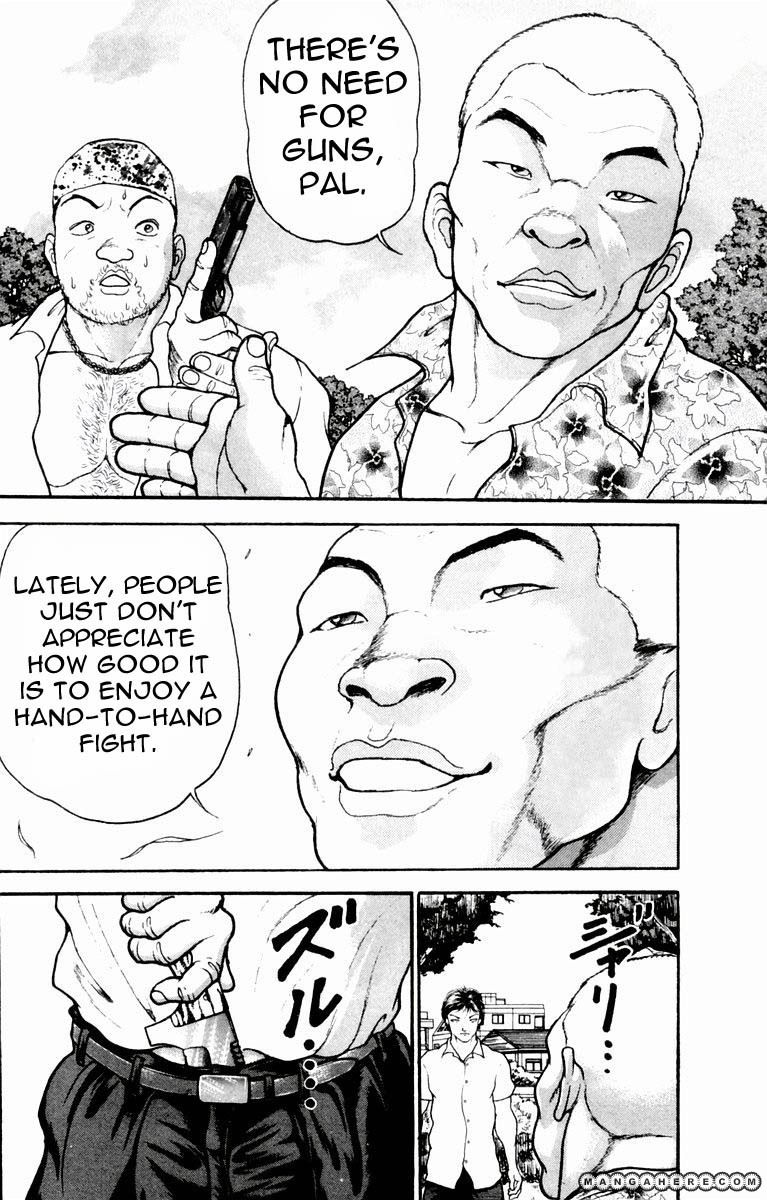 THERE'S
NO NEED
FOR
GUNS,
PAL.
LATELY, PEOPLE
JUST DON'T
APPRECIATE
HOW GOOD IT
IS TO ENJOY A
HAND-TO-HAND
FIGHT.
ジャリ…
ズル…
MANGAHERE.COM